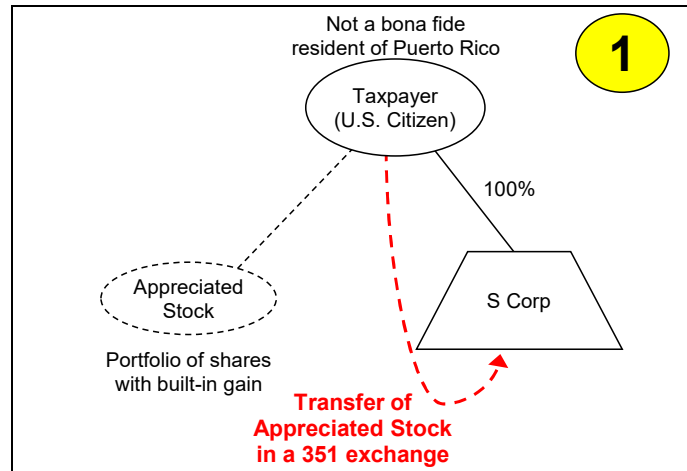 Not a bona fide
resident of Puerto Rico
1
Taxpayer
(U.S. Citizen)
100%
Appreciated
Stock
S Corp
Portfolio of shares
with built-in gain
Transfer of
Appreciated Stock
in a 351 exchange